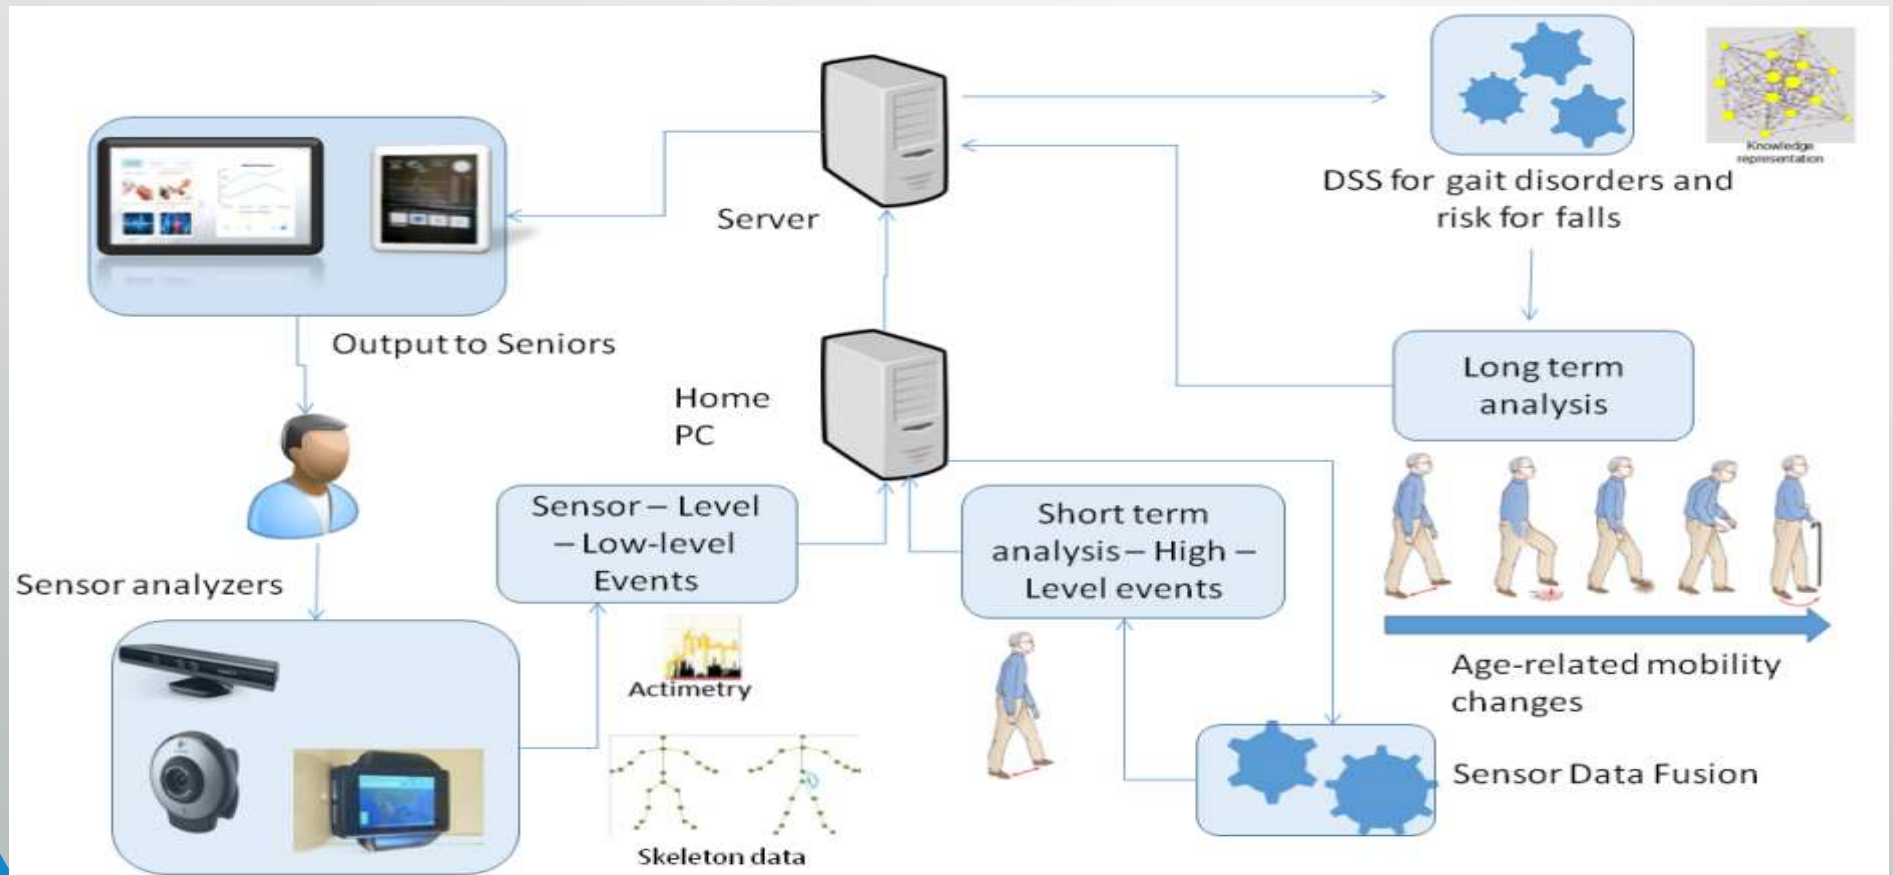 Knowledge
representation
DSS for gait disorders and
risk for falls
Server
Output to Seniors
Long term
analysis
Home
PC
Sensor – Level
– Low-level
Events
Short term
analysis – High –
Level events
Sensor analyzers
Actimetry
Age-related mobility
changes
Sensor Data Fusion
Skeleton data